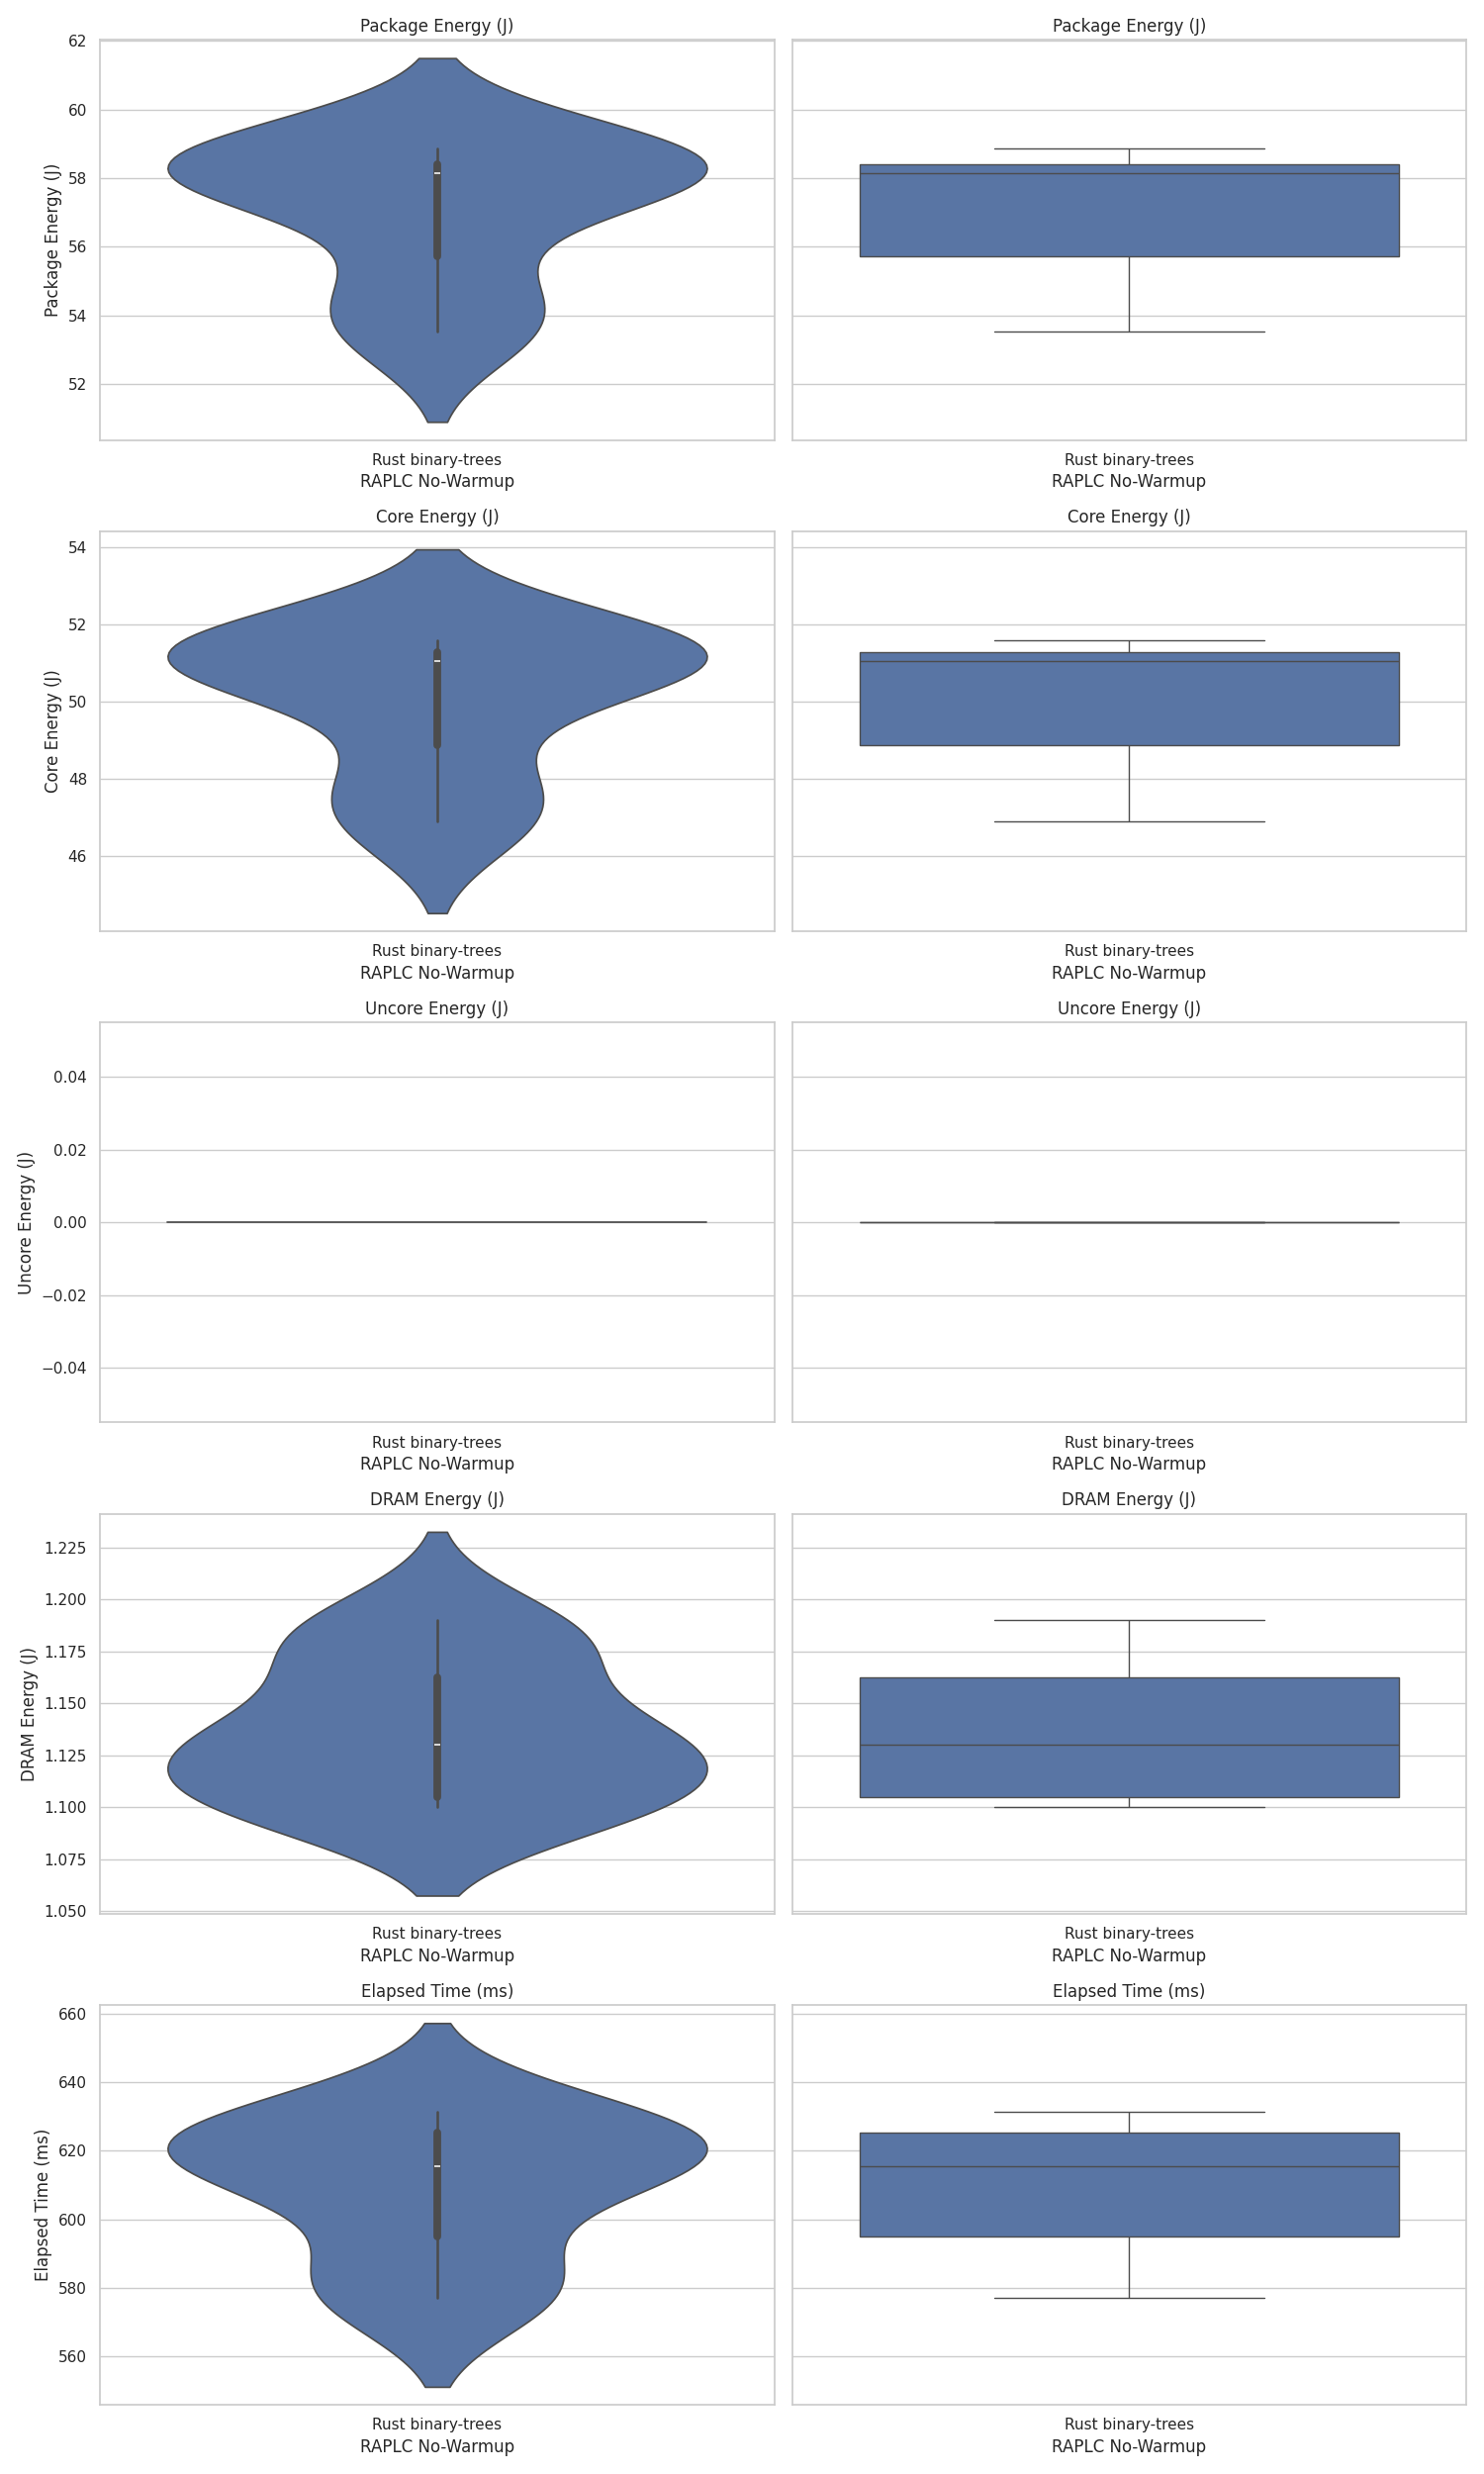 Package Energy (J)
Package Energy (J)
62
60
58
56
54
52
Package Energy (J)
Rust binary-trees
RAPLC No-Warmup
Rust binary-trees
RAPLC No-Warmup
Core Energy (J)
Core Energy (J)
54
52
50
48
46
Core Energy (J)
Rust binary-trees
RAPLC No-Warmup
Rust binary-trees
RAPLC No-Warmup
Uncore Energy (J)
Uncore Energy (J)
0.04
0.02
0.00
−0.02
−0.04
Uncore Energy (J)
Rust binary-trees
RAPLC No-Warmup
Rust binary-trees
RAPLC No-Warmup
DRAM Energy (J)
DRAM Energy (J)
1.225
1.200
1.175
1.150
1.125
1.100
1.075
1.050
DRAM Energy (J)
Rust binary-trees
RAPLC No-Warmup
Rust binary-trees
RAPLC No-Warmup
Elapsed Time (ms)
Elapsed Time (ms)
660
640
620
600
580
560
Elapsed Time (ms)
Rust binary-trees
RAPLC No-Warmup
Rust binary-trees
RAPLC No-Warmup